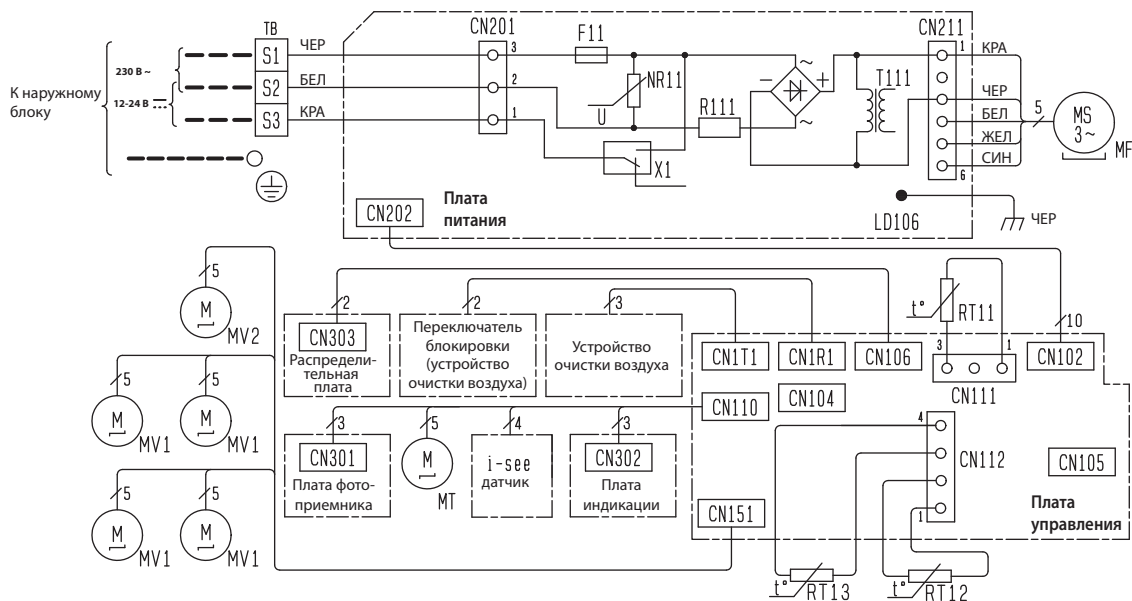 TB
CN201
F11
CN211
S1
ЧЕР
3
~
1
КРА
230 В ~
NR11
−
+
T111
S2
БЕЛ
2
К наружному
блоку
12-24 В
R111
ЧЕР
S3
КРА
1
U
~
БЕЛ
5
MS
3~
MF
ЖЕЛ
X1
СИН
6
Плата
питания
CN202
LD106
ЧЕР
5
M
MV2
2
2
3
t°
RT11
10
CN303
Распредели-
тельная
плата
Переключатель
блокировки
(устройство
очистки воздуха)
Устройство
очистки воздуха
CN1T1
CN1R1
CN106
3
1
CN102
CN111
5
M
MV1
5
M
MV1
CN110
CN104
3
5
4
3
4
CN301
Плата фото-
приемника
M
MT
i-see
датчик
CN302
Плата
индикации
CN112
CN105
5
M
MV1
5
M
MV1
CN151
1
Плата
управления
t°
RT13
t°
RT12